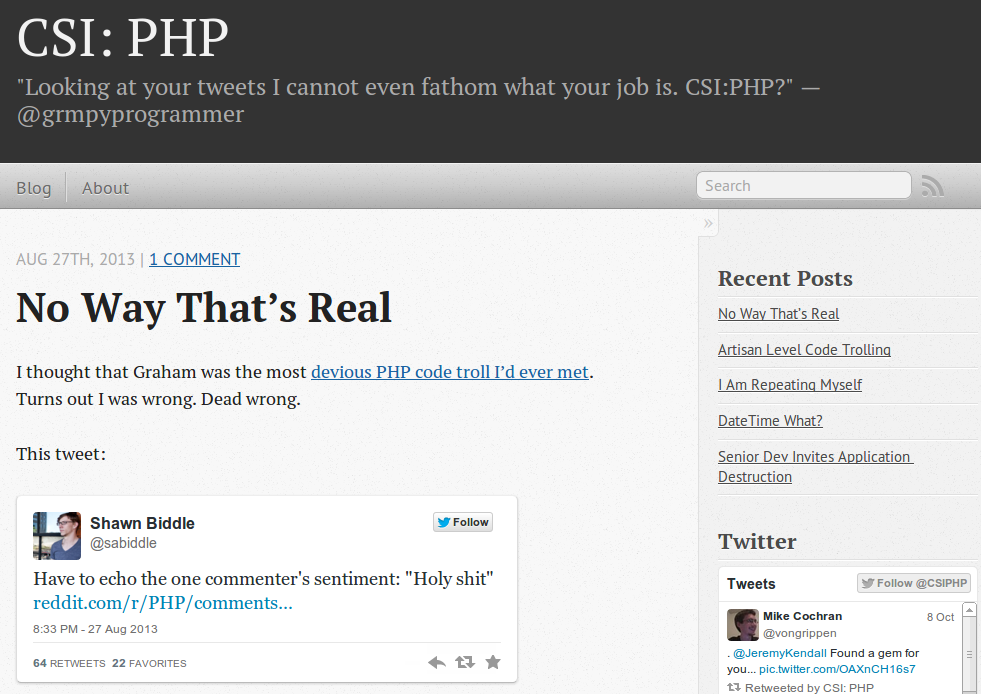 CSI: PHP
"Looking at your tweets I cannot even fathom what your job is. CSI:PHP?" —
@grmpyprogrammer
Blog
About
Search
»
AUG 27TH, 2013 | 1 COMMENT
No Way That’s Real
I thought that Graham was the most devious PHP code troll I’d ever met.
Turns out I was wrong. Dead wrong.
This tweet:
Shawn Biddle
@sabiddle
Follow
Have to echo the one commenter's sentiment: "Holy shit"
reddit.com/r/PHP/comments...
8:33 PM - 27 Aug 2013
64 RETWEETS 22 FAVORITES
Recent Posts
No Way That’s Real
Artisan Level Code Trolling
I Am Repeating Myself
DateTime What?
Senior Dev Invites Application
Destruction
Twitter
Tweets
Follow @CSIPHP
Mike Cochran
8 Oct
@vongrippen
. @JeremyKendall Found a gem for
you... pic.twitter.com/OAXnCH16s7
Retweeted by CSI: PHP